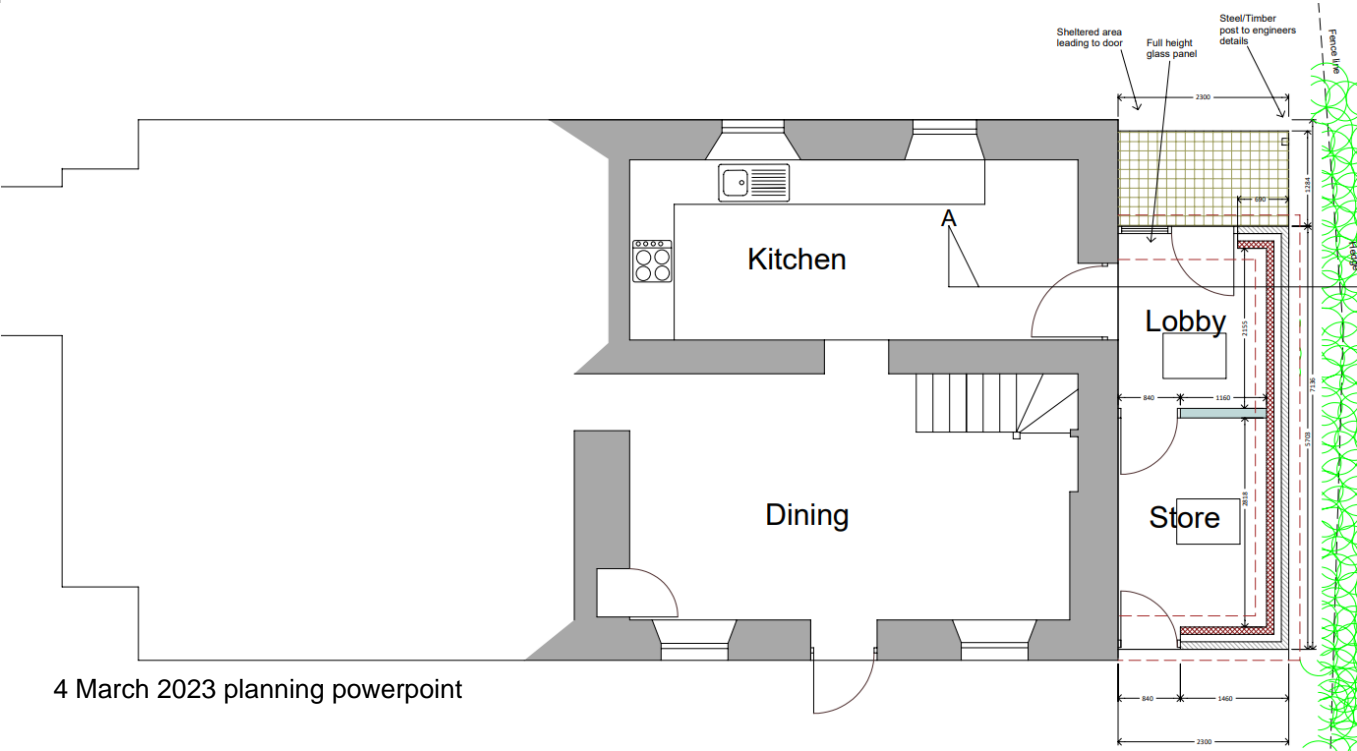 Sheltered area
leading to door
Full height
glass panel
Steel/Timber
post to engineers
details
Fence line
2300
1284
680
A
Kitchen
Hedge
Lobby
2155
7136
840
1160
5708
Dining
Store
2818
4 March 2023 planning powerpoint
840
1460
2300